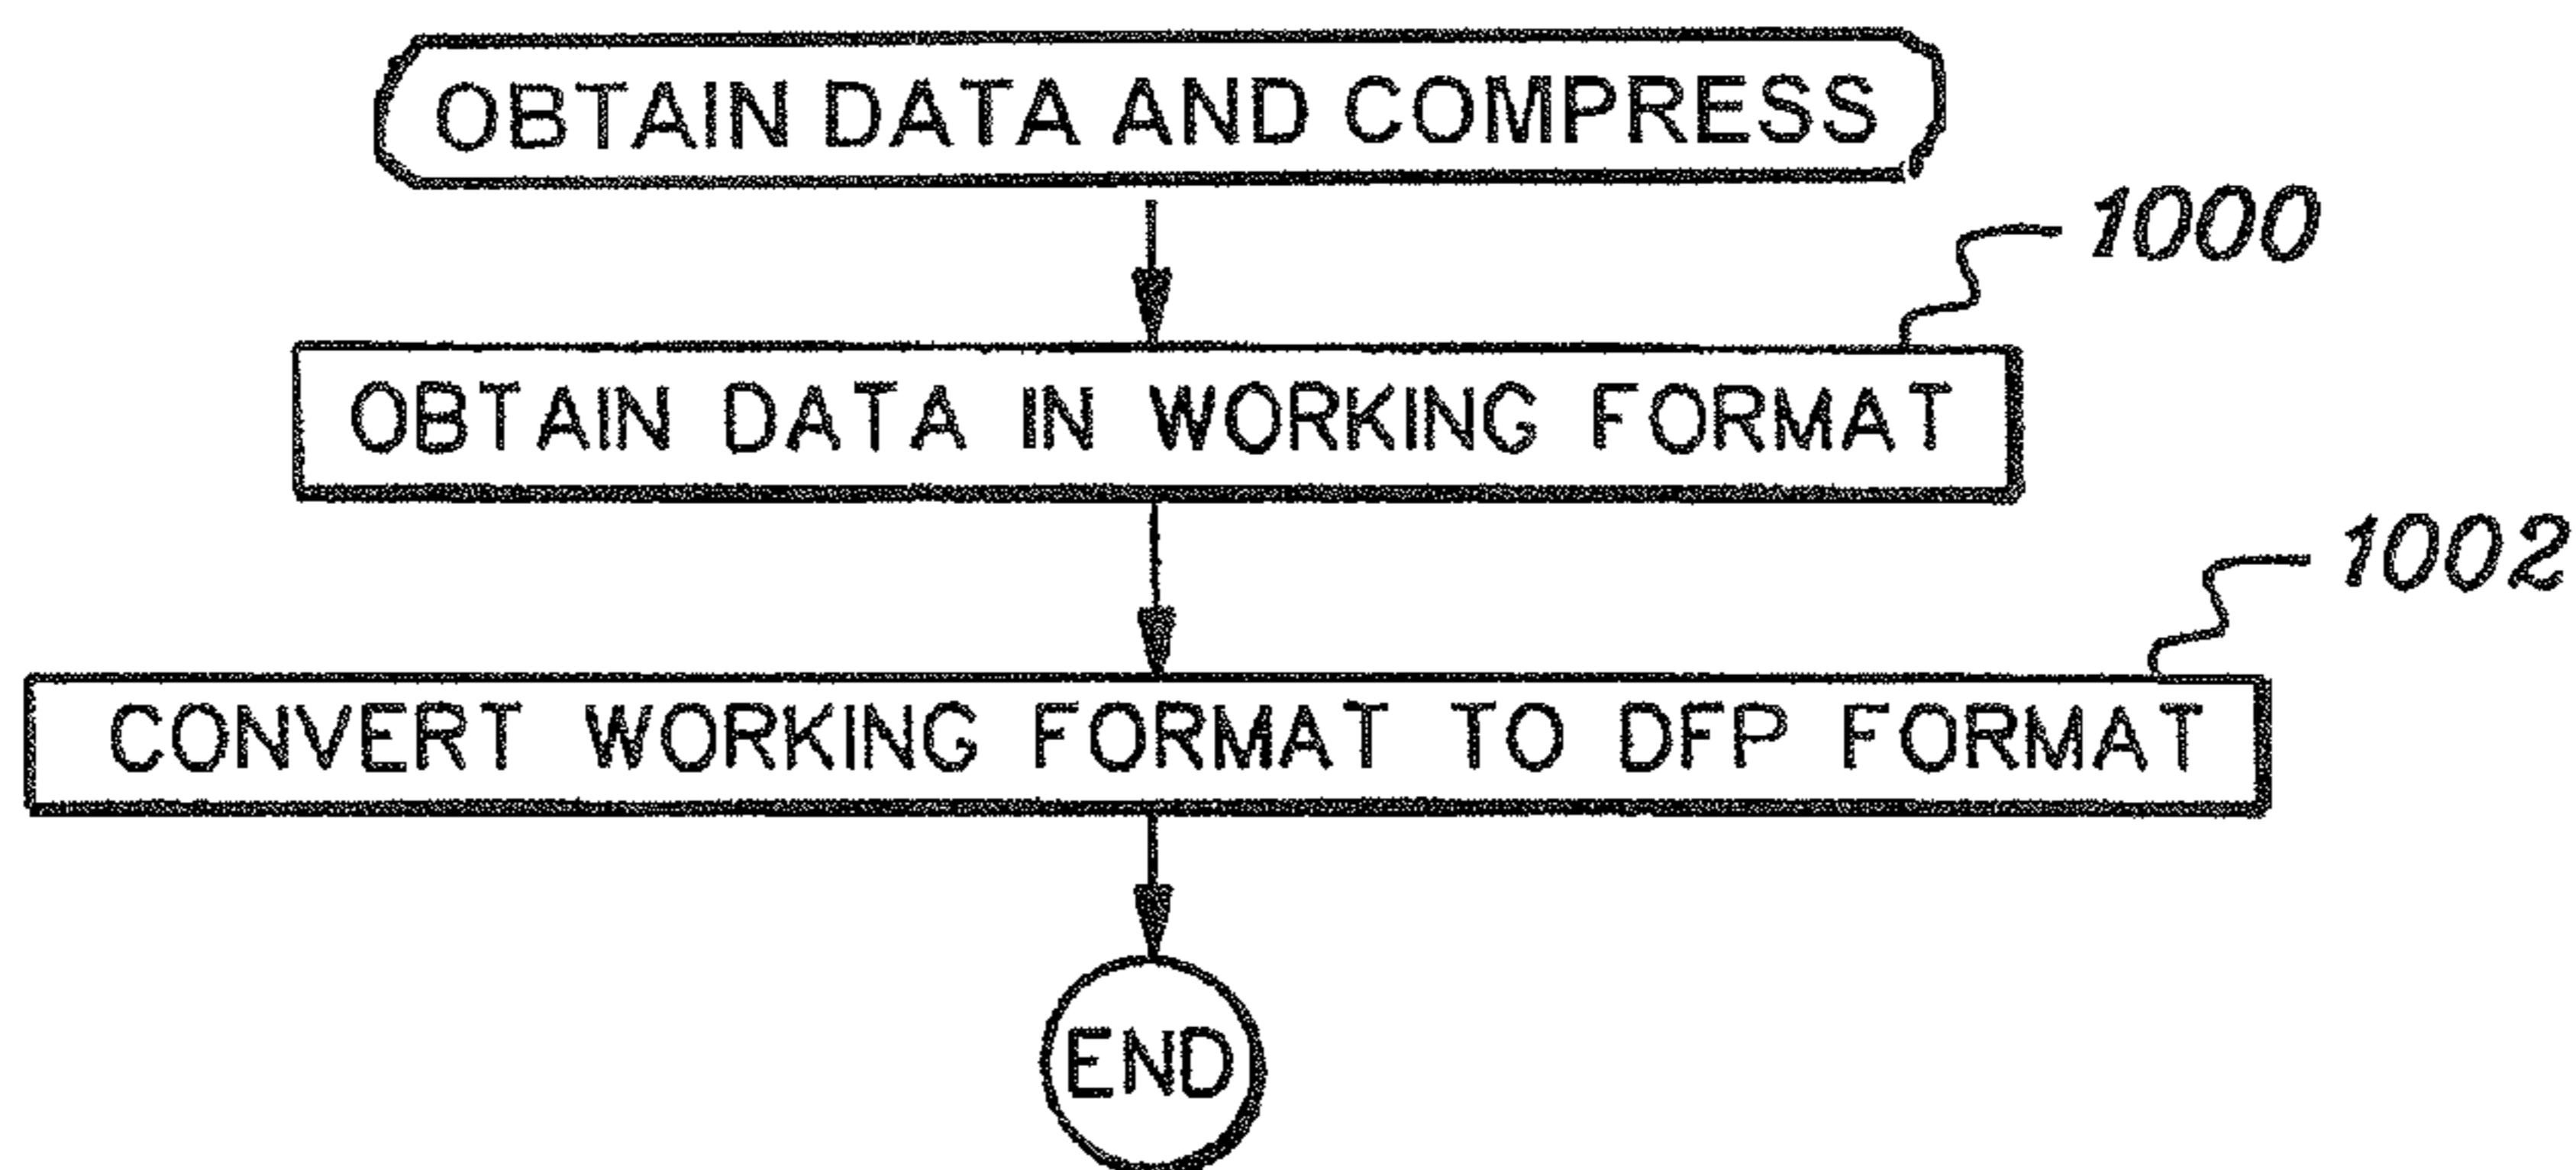 OBTAIN DATA AND COMPRESS
1000
OBTAIN DATA IN WORKING FORMAT
1002
CONVERT WORKING FORMAT TO DFP FORMAT
END